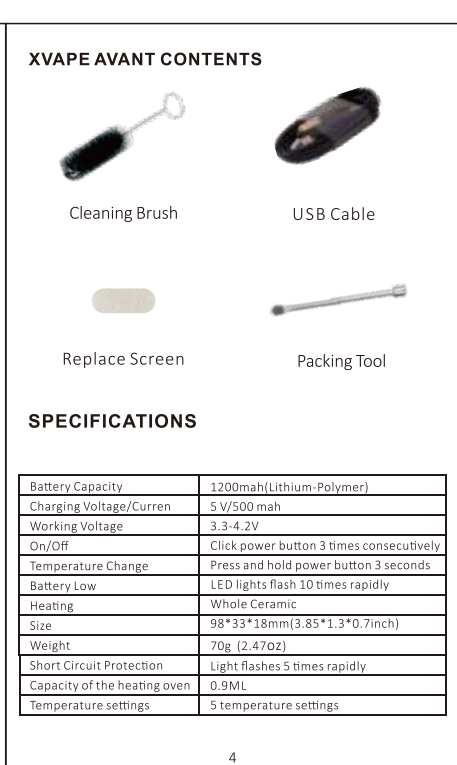 XVAPE AVANT CONTENTS
Cleaning Brush
USB Cable
Replace Screen
Packing Tool
SPECIFICATIONS
Battery Capacity 1200mah(Lithium-Polymer)
Charging Voltage/Curren 5 V/500 mah
Working Voltage 3.3-4.2V
On/Off Click power button 3 times consecutively
Temperature Change Press and hold power button 3 seconds
Battery Low LED lights flash 10 times rapidly
Heating Whole Ceramic
Size 98*33*18mm(3.85*1.3*0.7inch)
Weight 70g (2.47OZ)
Short Circuit Protection Light flashes 5 times rapidly
Capacity of the heating oven 0.9ML
Temperature settings 5 temperature settings
4